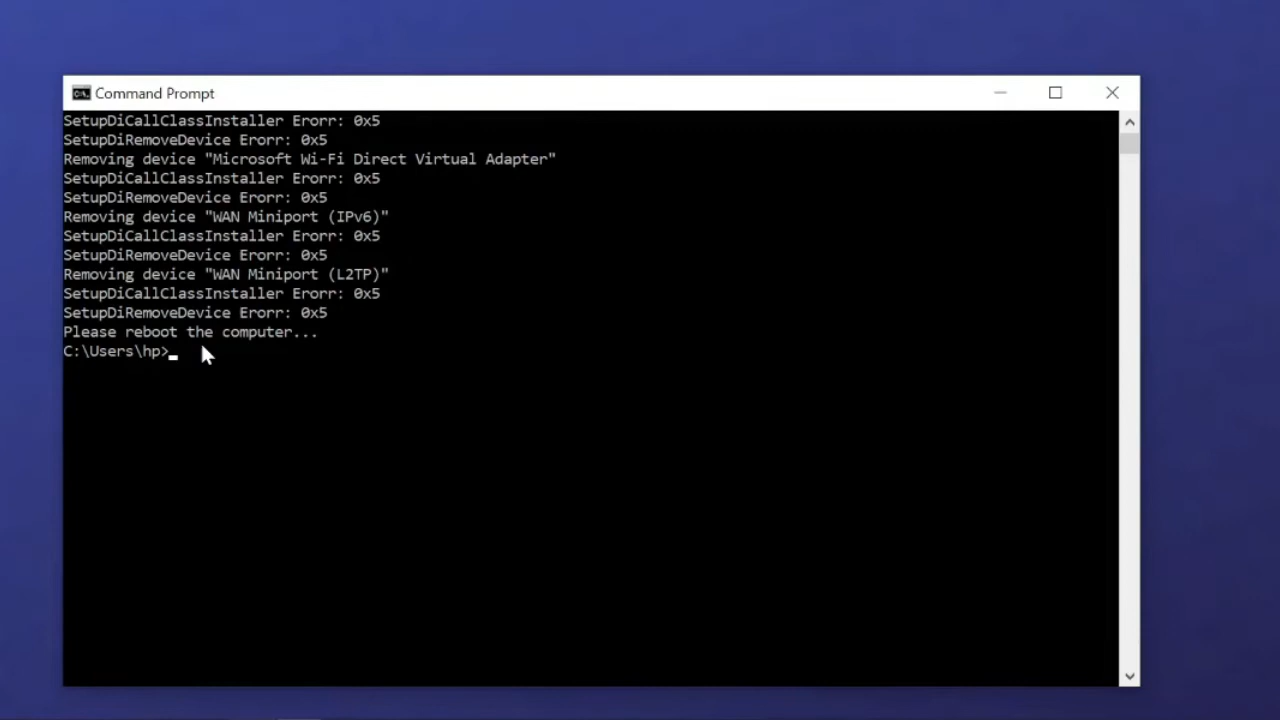 Command Prompt
SetupDiCallClassInstaller Erorr: 0x5
SetupDiRemoveDevice Erorr: 0x5
Removing device "Microsoft Wi-Fi Direct Virtual Adapter"
SetupDiCallClassInstaller Erorr: 0x5
SetupDiRemoveDevice Erorr: 0x5
Removing device "WAN Miniport (IPv6)"
SetupDiCallClassInstaller Erorr: 0x5
SetupDiRemoveDevice Erorr: 0x5
Removing device "WAN Miniport (L2TP)"
SetupDiCallClassInstaller Erorr: 0x5
SetupDiRemoveDevice Erorr: 0x5
Please reboot the computer...
C:\Users\hp>